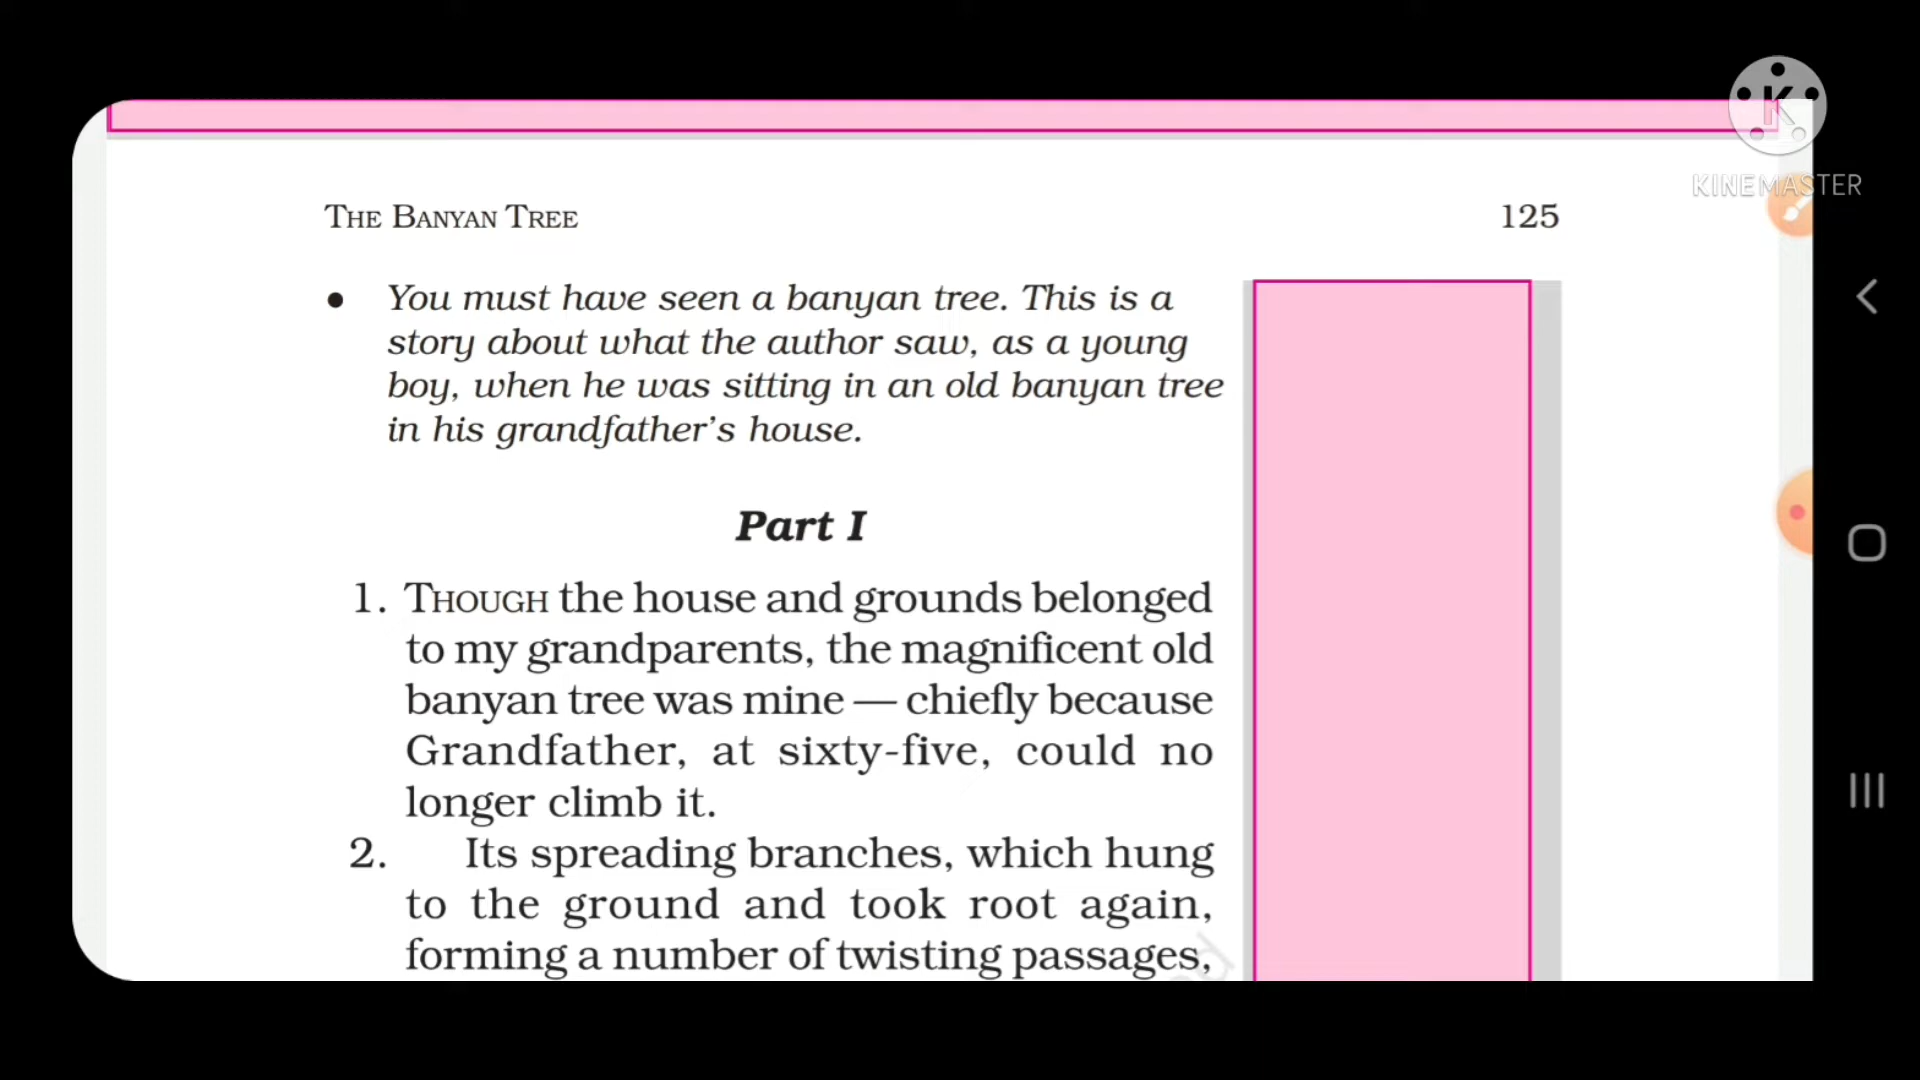 K
KINEMASTER
THE BANYAN TREE 125
• You must have seen a banyan tree. This is a
story about what the author saw, as a young
boy, when he was sitting in an old banyan tree
in his grandfather's house.
Part I
1. THOUGH the house and grounds belonged
to my grandparents, the magnificent old
banyan tree was mine — chiefly because
Grandfather, at sixty-five, could no
longer climb it.
2. Its spreading branches, which hung
to the ground and took root again,
forming a number of twisting passages,